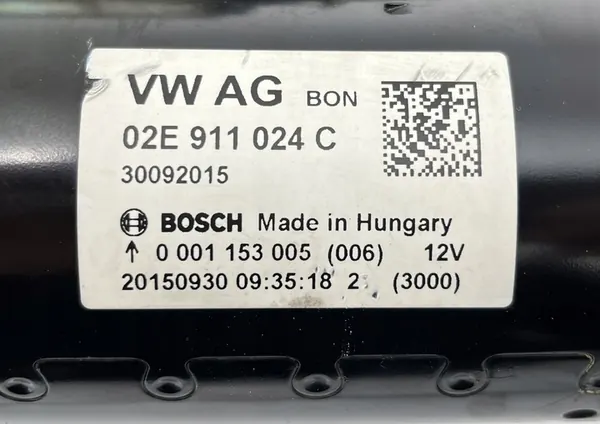 VW AG BON
02E 911 024 C
30092015
BOSCH Made in Hungary
↑ 0 001 153 005 (006) 12V
20150930 09:35:18 2 (3000)